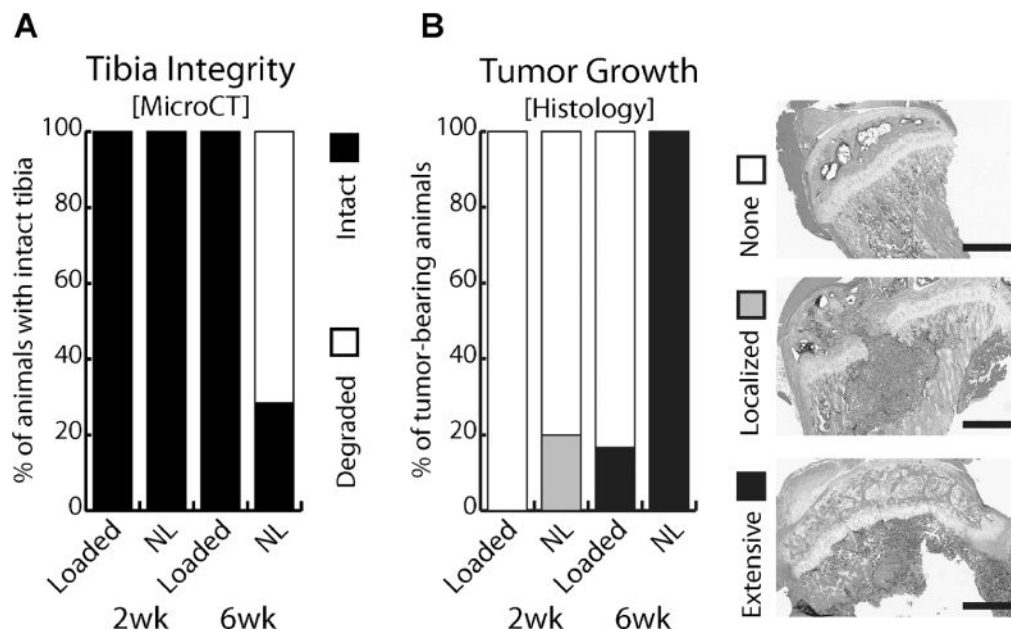 A
Tibia Integrity
[MicroCT]
% of animals with intact tibia
100
80
60
40
20
0
Loaded
NL
Loaded
NL
2wk
6wk
Intact
Degraded
B
Tumor Growth
[Histology]
% of tumor-bearing animals
100
80
60
40
20
0
Loaded
NL
Loaded
NL
2wk
6wk
None
Localized
Extensive